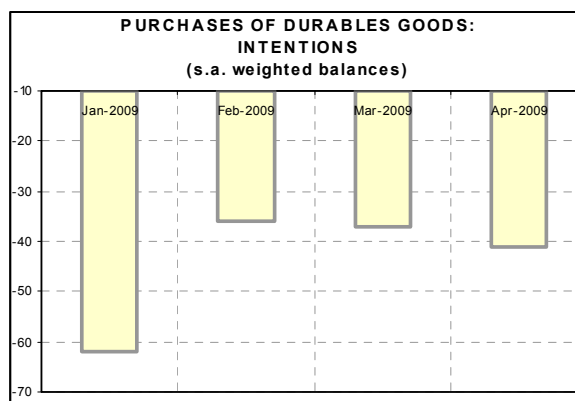 PURCHASES OF DURABLES GOODS:
INTENTIONS
(s.a. weighted balances)
-10
Jan-2009 Feb-2009 Mar-2009 Apr-2009
-20
-30
-40
-50
-60
-70